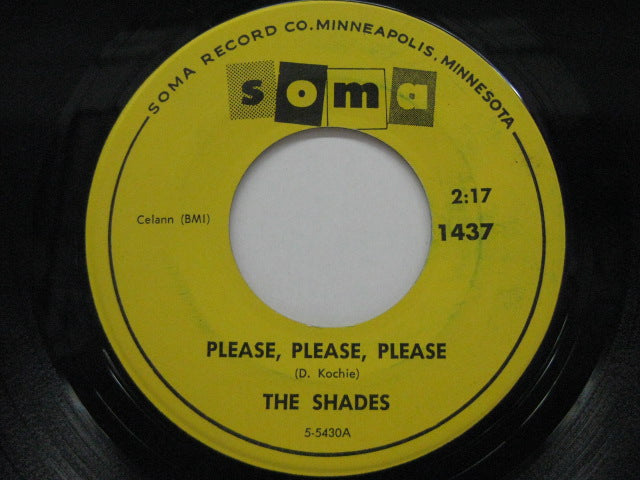 SOMA RECORD CO. MINNEAPOLIS, MINNESOTA
soma
2:17
Celann (BMI)
1437
PLEASE, PLEASE, PLEASE
(D. Kochie)
THE SHADES
5-5430A